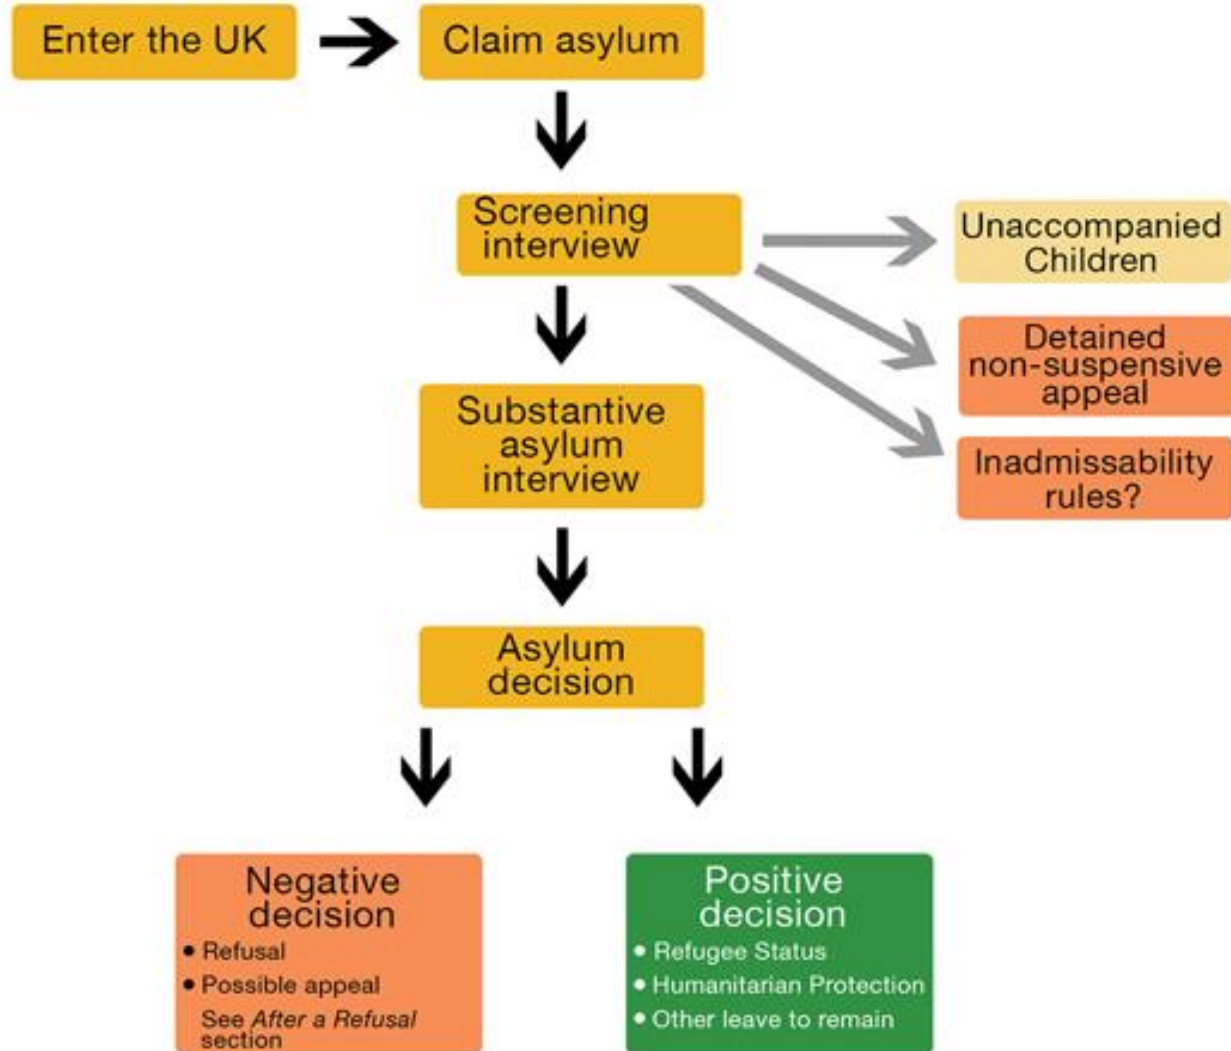 Enter the UK
Claim asylum
Screening
interview
Unaccompanied
Children
Detained
non-suspensive
appeal
Inadmissability
rules?
Substantive
asylum
interview
Asylum
decision
Negative
decision
• Refusal
• Possible appeal
See After a Refusal
section
Positive
decision
• Refugee Status
• Humanitarian Protection
• Other leave to remain